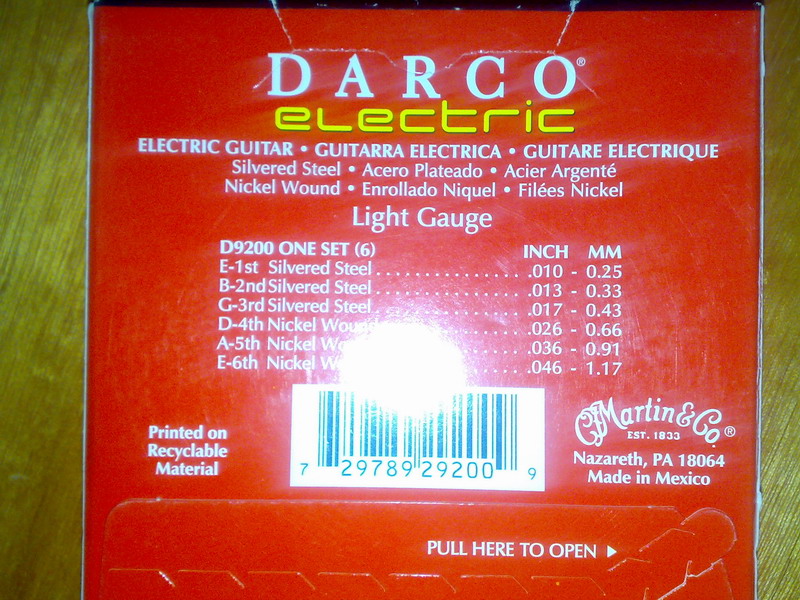 DARCO®
electric
ELECTRIC GUITAR • GUITARRA ELECTRICA • GUITARE ELECTRIQUE
Silvered Steel • Acero Plateado • Acier Argenté
Nickel Wound • Enrollado Niquel • Filées Nickel
Light Gauge
D9200 ONE SET (6) INCH MM
E-1st Silvered Steel .010 - 0.25
B-2nd Silvered Steel .013 - 0.33
G-3rd Silvered Steel .017 - 0.43
D-4th Nickel Wound .026 - 0.66
A-5th Nickel .036 - 0.91
E-6th Nickel .046 - 1.17
Printed on
Recyclable
Material
7 29789 29200 9
CF Martin & Co.®
EST. 1833
Nazareth, PA 18064
Made in Mexico
PULL HERE TO OPEN